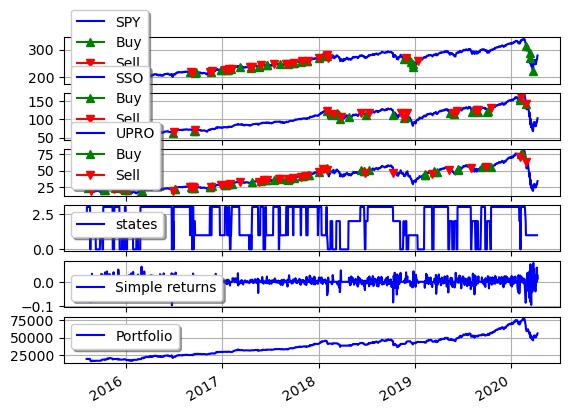 SPY
Buy
Sell
300
200
SSO
Buy
Sell
150
100
50
UPRO
Buy
Sell
75
50
25
states
2.5
0.0
Simple returns
0.0
−0.1
Portfolio
75000
50000
25000
2016 2017 2018 2019 2020